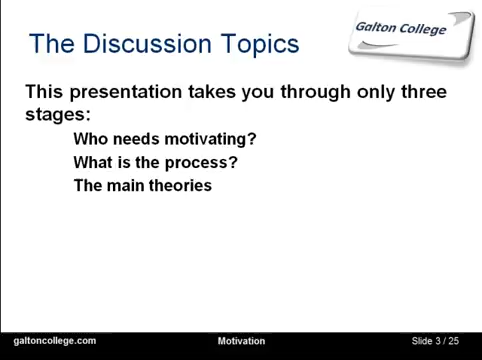 The Discussion Topics
Galton College
This presentation takes you through only three
stages:
Who needs motivating?
What is the process?
The main theories
galtoncollege.com
Motivation
Slide 3 / 25